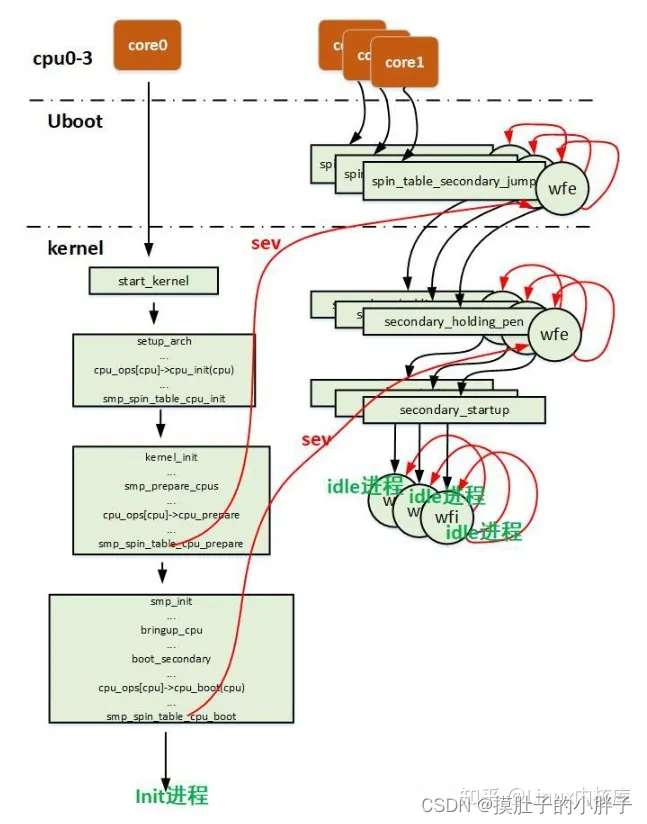 cpu0-3
core0
core1
Uboot
spin_table_secondary_jump
wfe
kernel
sev
start_kernel
secondary_holding_pen
wfe
setup_arch
...
cpu_ops[cpu]->cpu_init(cpu)
...
smp_spin_table_cpu_init
secondary_startup
sev
kernel_init
...
smp_prepare_cpus
...
cpu_ops[cpu]->cpu_prepare
...
smp_spin_table_cpu_prepare
idle进程
idle进程
wfi
idle进程
smp_init
...
bringup_cpu
...
boot_secondary
...
cpu_ops[cpu]->cpu_boot(cpu)
...
smp_spin_table_cpu_boot
Init进程
知乎 @Linux内核库
CSDN @摸肚子的小胖子